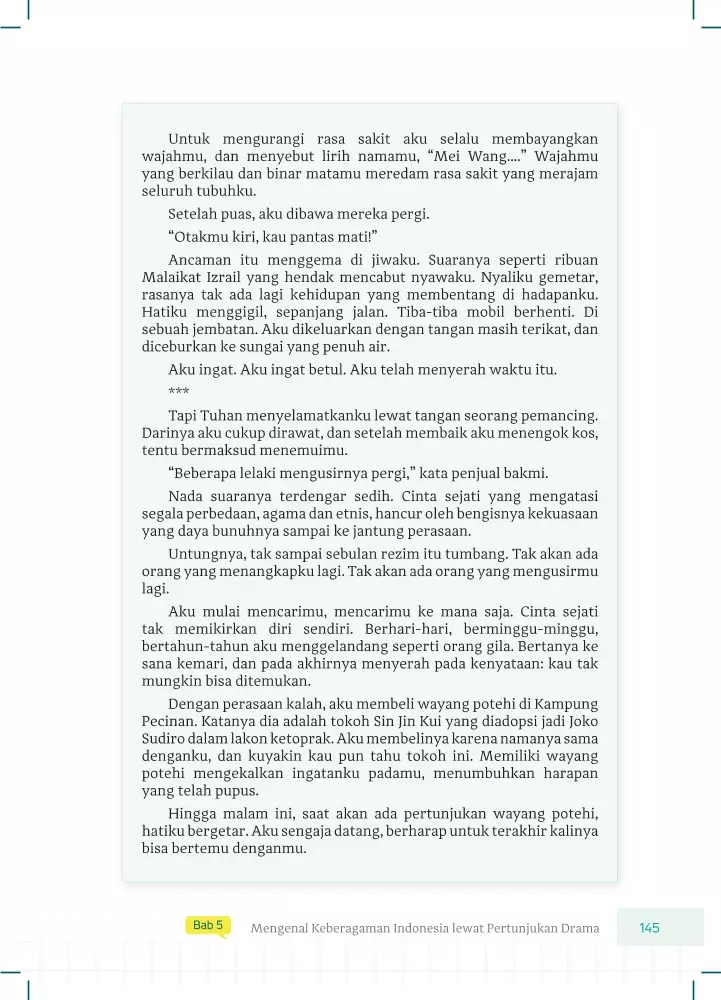 Untuk mengurangi rasa sakit aku selalu membayangkan
wajahmu, dan menyebut lirih namamu, “Mei Wang....” Wajahmu
yang berkilau dan binar matamu meredam rasa sakit yang merajam
seluruh tubuhku.
Setelah puas, aku dibawa mereka pergi.
“Otakmu kiri, kau pantas mati!”
Ancaman itu menggema di jiwaku. Suaranya seperti ribuan
Malaikat Izrail yang hendak mencabut nyawaku. Nyaliku gemetar,
rasanya tak ada lagi kehidupan yang membentang di hadapanku.
Hatiku menggigil, sepanjang jalan. Tiba-tiba mobil berhenti. Di
sebuah jembatan. Aku dikeluarkan dengan tangan masih terikat, dan
diceburkan ke sungai yang penuh air.
Aku ingat. Aku ingat betul. Aku telah menyerah waktu itu.
***
Tapi Tuhan menyelamatkanku lewat tangan seorang pemancing.
Darinya aku cukup dirawat, dan setelah membaik aku menengok kos,
tentu bermaksud menemuimu.
“Beberapa lelaki mengusirnya pergi,” kata penjual bakmi.
Nada suaranya terdengar sedih. Cinta sejati yang mengatasi
segala perbedaan, agama dan etnis, hancur oleh bengisnya kekuasaan
yang daya bunuhnya sampai ke jantung perasaan.
Untungnya, tak sampai sebulan rezim itu tumbang. Tak akan ada
orang yang menangkapku lagi. Tak akan ada orang yang mengusirmu
lagi.
Aku mulai mencarimu, mencarimu ke mana saja. Cinta sejati
tak memikirkan diri sendiri. Berhari-hari, berminggu-minggu,
bertahun-tahun aku menggelandang seperti orang gila. Bertanya ke
sana kemari, dan pada akhirnya menyerah pada kenyataan: kau tak
mungkin bisa ditemukan.
Dengan perasaan kalah, aku membeli wayang potehi di Kampung
Pecinan. Katanya dia adalah tokoh Sin Jin Kui yang diadopsi jadi Joko
Sudiro dalam lakon ketoprak. Aku membelinya karena namanya sama
denganku, dan kuyakin kau pun tahu tokoh ini. Memiliki wayang
potehi mengekalkan ingatanku padamu, menumbuhkan harapan
yang telah pupus.
Hingga malam ini, saat akan ada pertunjukan wayang potehi,
hatiku bergetar. Aku sengaja datang, berharap untuk terakhir kalinya
bisa bertemu denganmu.
Bab 5 Mengenal Keberagaman Indonesia lewat Pertunjukan Drama 145